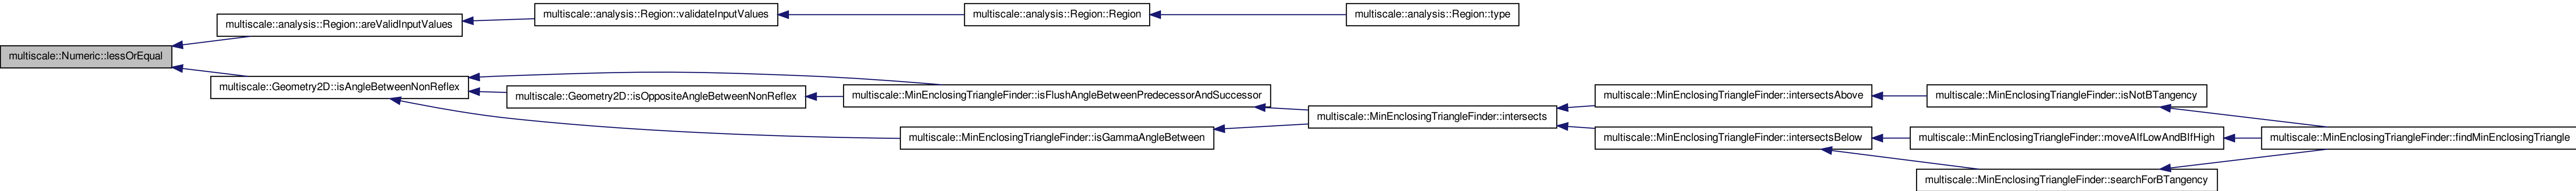 multiscale::Numeric::lessOrEqual
multiscale::analysis::Region::areValidInputValues
multiscale::analysis::Region::validateInputValues
multiscale::analysis::Region::Region
multiscale::analysis::Region::type
multiscale::Geometry2D::isAngleBetweenNonReflex
multiscale::Geometry2D::isOppositeAngleBetweenNonReflex
multiscale::MinEnclosingTriangleFinder::isFlushAngleBetweenPredecessorAndSuccessor
multiscale::MinEnclosingTriangleFinder::isGammaAngleBetween
multiscale::MinEnclosingTriangleFinder::intersects
multiscale::MinEnclosingTriangleFinder::intersectsAbove
multiscale::MinEnclosingTriangleFinder::isNotBTangency
multiscale::MinEnclosingTriangleFinder::intersectsBelow
multiscale::MinEnclosingTriangleFinder::moveAIfLowAndBIfHigh
multiscale::MinEnclosingTriangleFinder::findMinEnclosingTriangle
multiscale::MinEnclosingTriangleFinder::searchForBTangency